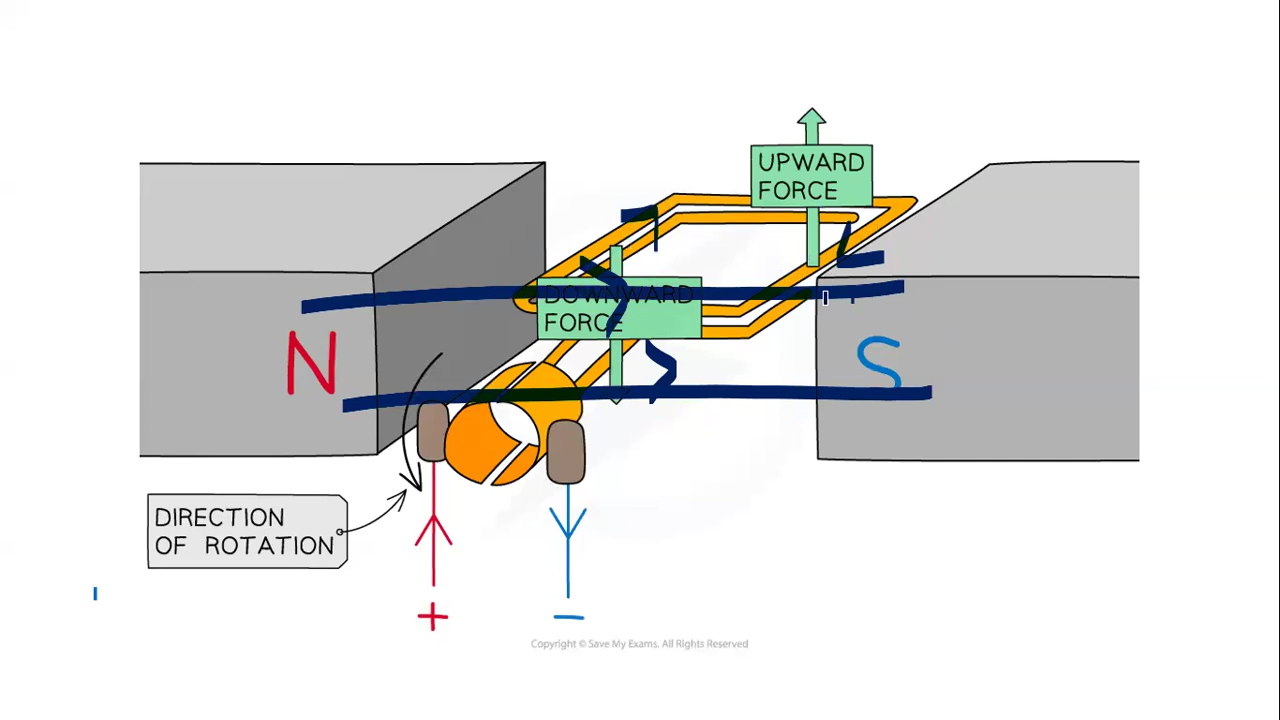 UPWARD
FORCE
DOWNWARD
FORCE
N
S
DIRECTION
OF ROTATION
+
−
Copyright © Save My Exams. All Rights Reserved